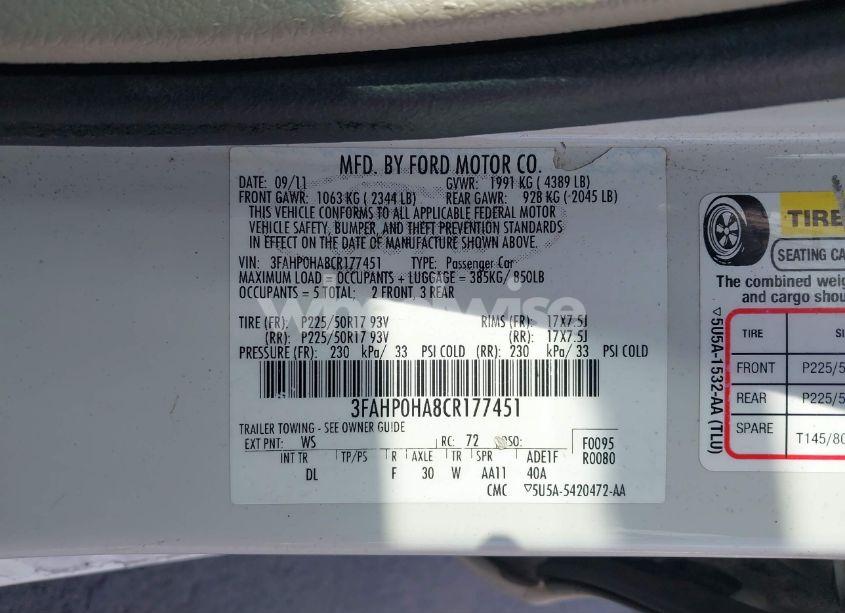 MFD. BY FORD MOTOR CO.
DATE: 09/11 GVWR: 1991 KG ( 4389 LB)
FRONT GAWR: 1063 KG ( 2344 LB) REAR GAWR: 928 KG ( 2045 LB)
THIS VEHICLE CONFORMS TO ALL APPLICABLE FEDERAL MOTOR
VEHICLE SAFETY, BUMPER, AND THEFT PREVENTION STANDARDS
IN EFFECT ON THE DATE OF MANUFACTURE SHOWN ABOVE.
VIN: 3FAHP0HA8CR177451 TYPE: Passenger Car
MAXIMUM LOAD = OCCUPANTS + LUGGAGE = 385KG/ 850LB
OCCUPANTS = 5 TOTAL: 2 FRONT, 3 REAR
wheelwise
TIRE (FR): P225/50R17 93V RIMS (FR): 17X7.5J
(RR): P225/50R17 93V (RR): 17X7.5J
PRESSURE (FR): 230 kPa/ 33 PSI COLD (RR): 230 kPa/ 33 PSI COLD
3FAHP0HA8CR177451
TRAILER TOWING - SEE OWNER GUIDE
EXT PNT: WS RC: 72 DSO: F0095
INT TR TP/PS R AXLE TR SPR ADE1F R0080
DL F 30 W AA11 40A
CMC ▽5U5A-5420472-AA
▽5U5A-1532-AA (TLU)
TIRE
SEATING CA
The combined weig
and cargo shou
TIRE SI
FRONT P225/5
REAR P225/5
SPARE T145/80